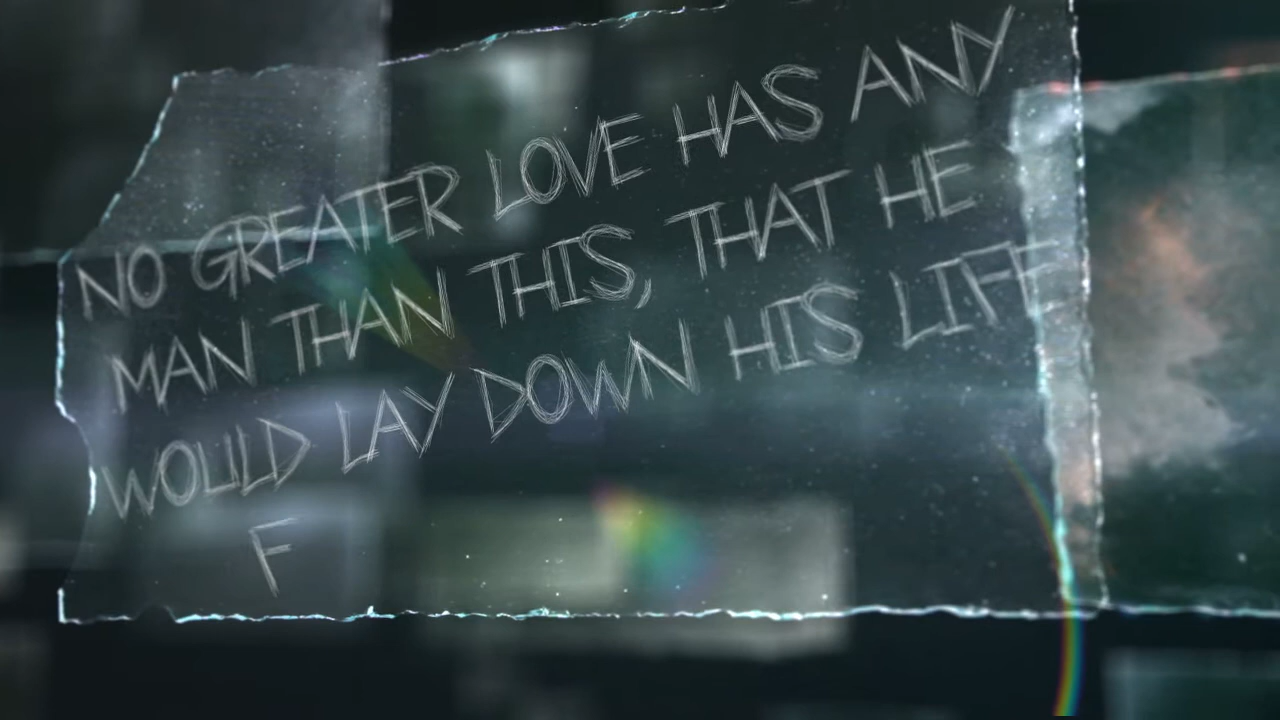 NO GREATER LOVE HAS ANY
MAN THAN THIS, THAT HE
WOULD LAY DOWN HIS LIFE
F